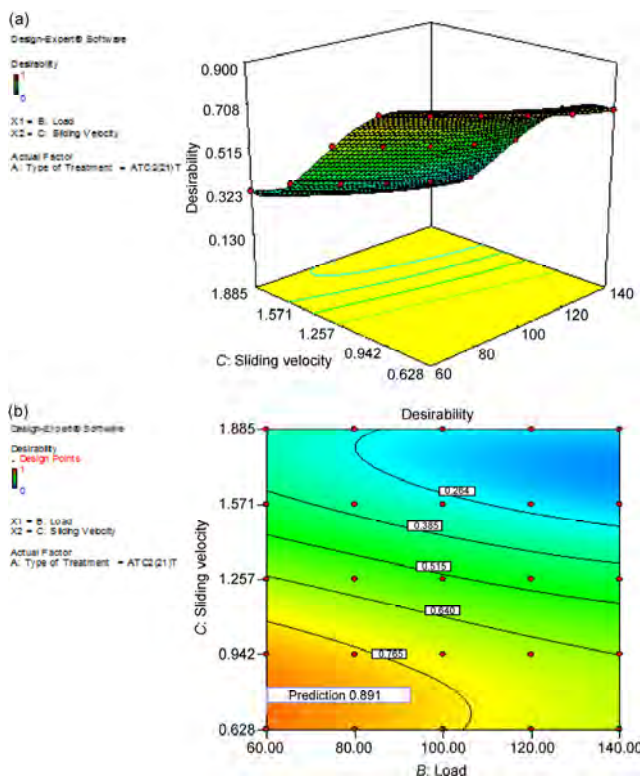 (a)
Design-Expert® Software
Desirability
1
0
X1 = B: Load
X2 = C: Sliding Velocity
Actual Factor
A: Type of Treatment = ATC2(21)T
0.900
0.708
0.515
0.323
0.130
Desirability
1.885
1.571
1.257
0.942
0.628
C: Sliding velocity
60
80
100
120
140
(b)
Desirability
Design-Expert® Software
Desirability
Design Points
1
0
X1 = B: Load
X2 = C: Sliding Velocity
Actual Factor
A: Type of Treatment = ATC2(21)T
1.885
1.571
1.257
0.942
0.628
C: Sliding velocity
0.264
0.385
0.515
0.640
0.765
Prediction 0.891
60.00 80.00 100.00 120.00 140.00
B: Load